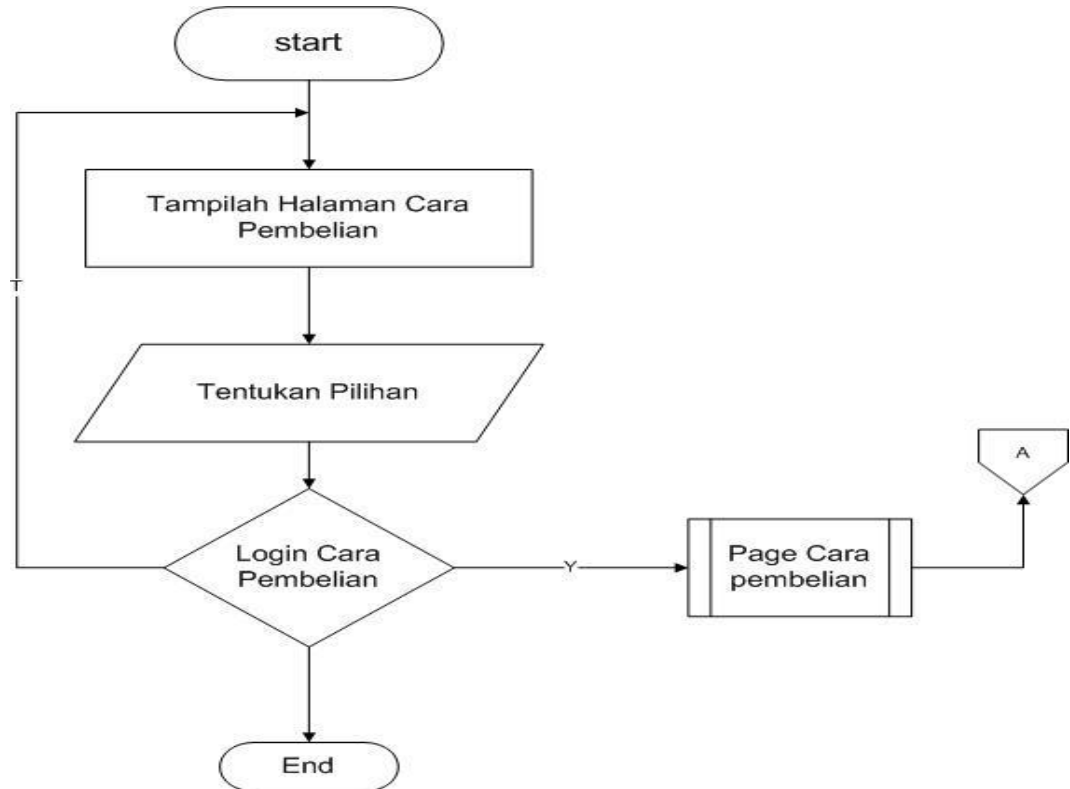 start
Tampilah Halaman Cara
Pembelian
T
Tentukan Pilihan
A
Login Cara
Pembelian
Y
Page Cara
pembelian
End